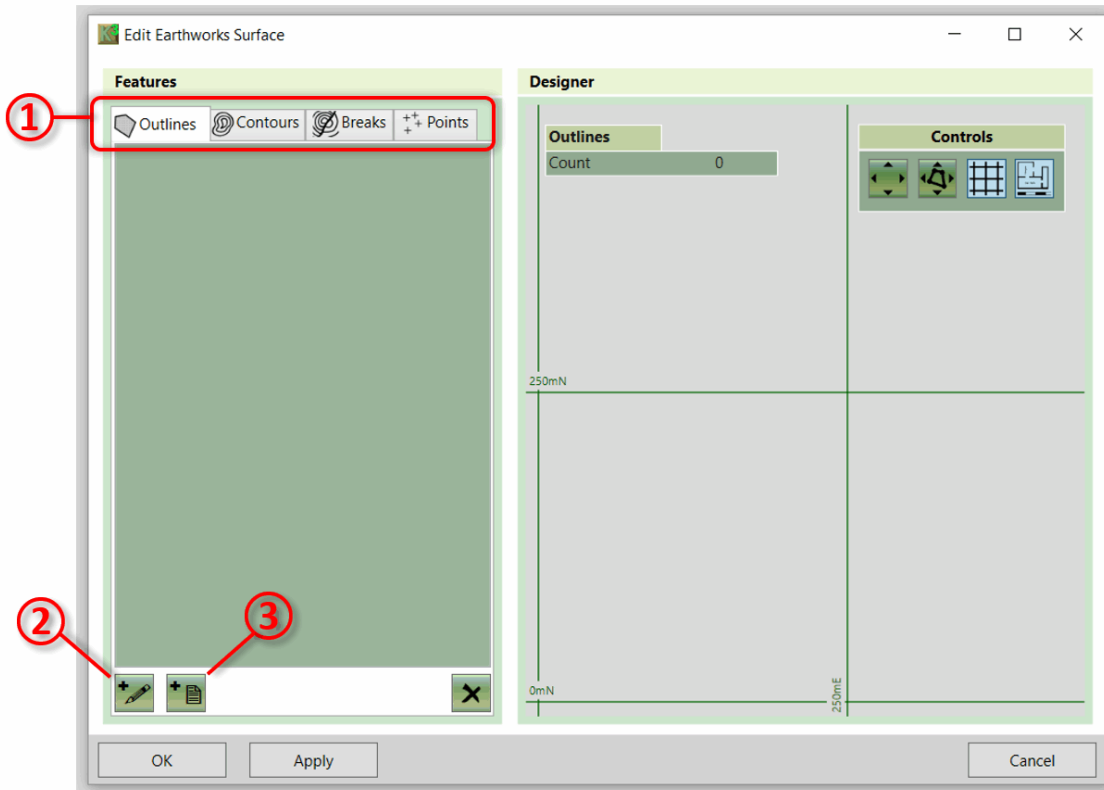 Edit Earthworks Surface
Features
Designer
①
Outlines
Contours
Breaks
Points
Outlines
Count 0
Controls
250mN
②
③
0mN
250mE
OK
Apply
Cancel